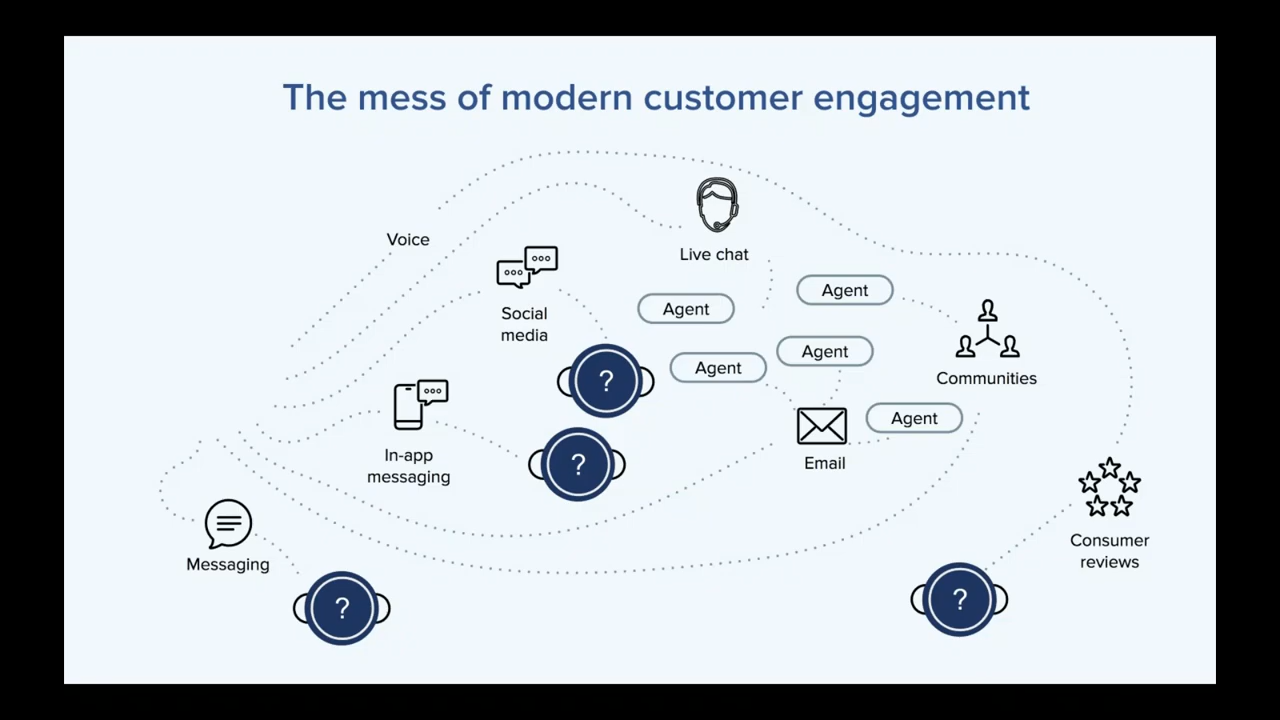 The mess of modern customer engagement
Voice
Live chat
Social
media
Agent
Agent
Agent
Agent
Agent
Communities
In-app
messaging
Email
Messaging
Consumer
reviews
?
?
?
?